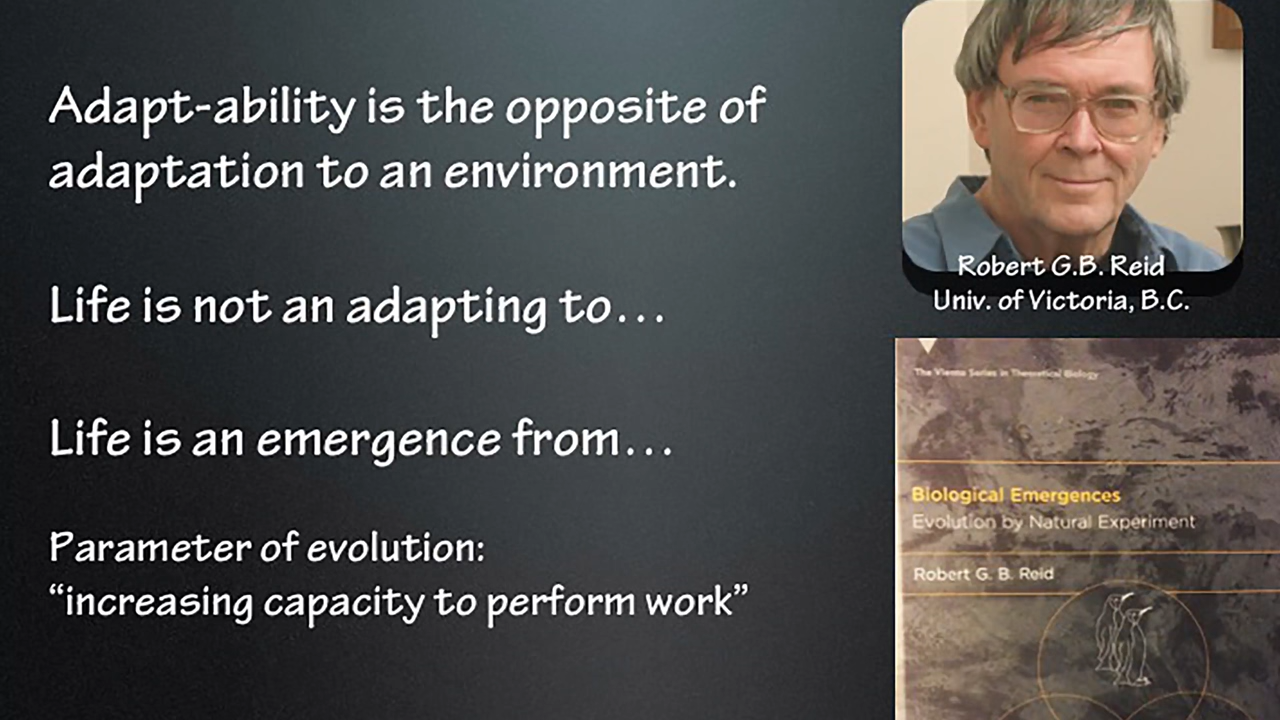 Adapt-ability is the opposite of
adaptation to an environment.
Life is not an adapting to...
Life is an emergence from...
Parameter of evolution:
“increasing capacity to perform work”
Robert G.B. Reid
Univ. of Victoria, B.C.
The Vienna Series in Theoretical Biology
Biological Emergences
Evolution by Natural Experiment
Robert G. B. Reid